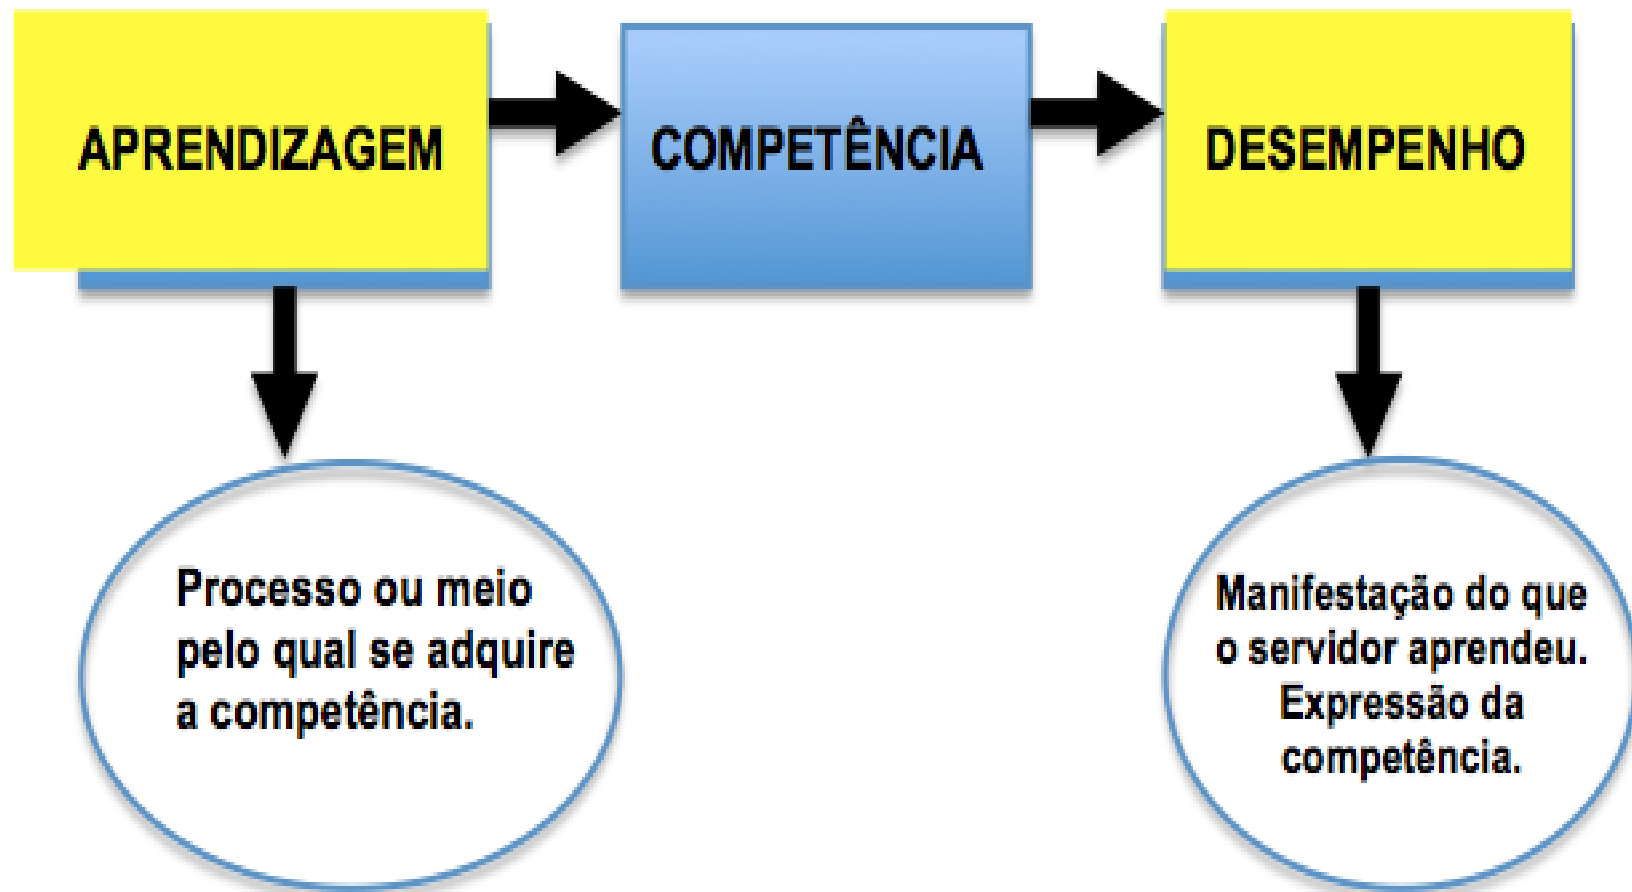 APRENDIZAGEM
COMPETÊNCIA
DESEMPENHO
Processo ou meio
pelo qual se adquire
a competência.
Manifestação do que
o servidor aprendeu.
Expressão da
competência.